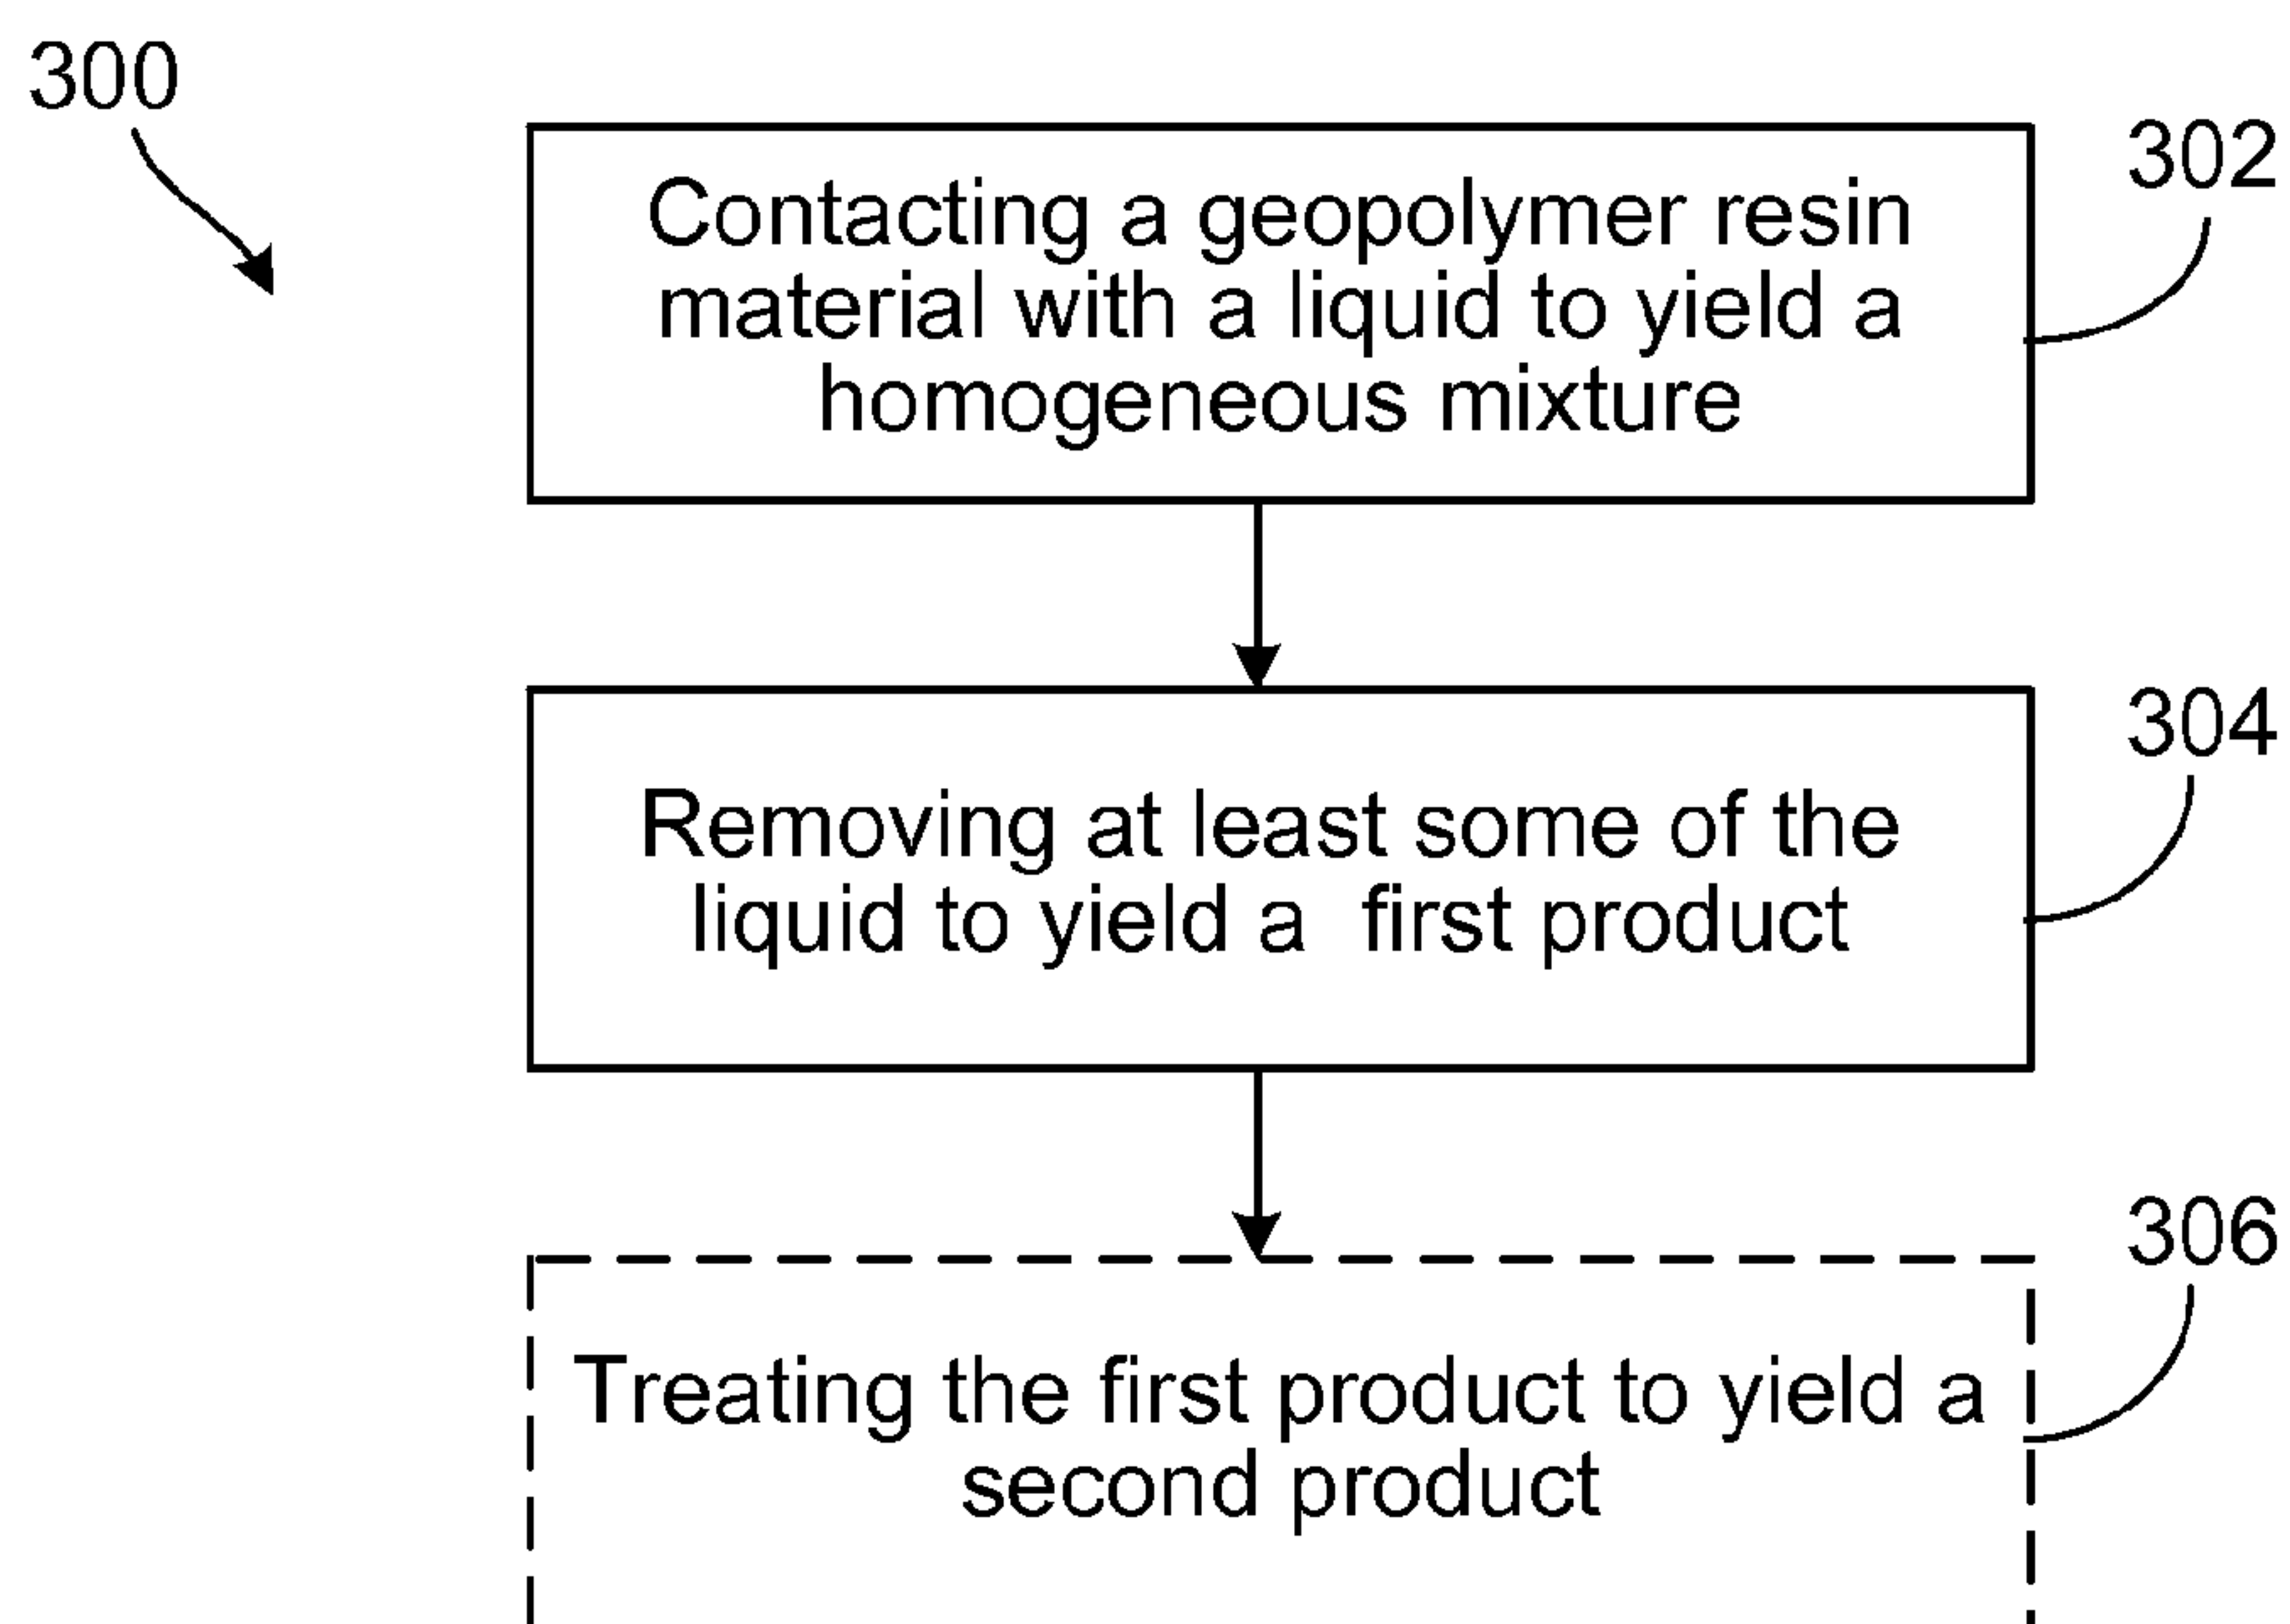 300
Contacting a geopolymer resin
material with a liquid to yield a
homogeneous mixture
302
Removing at least some of the
liquid to yield a  first product
304
Treating the first product to yield a
second product
306